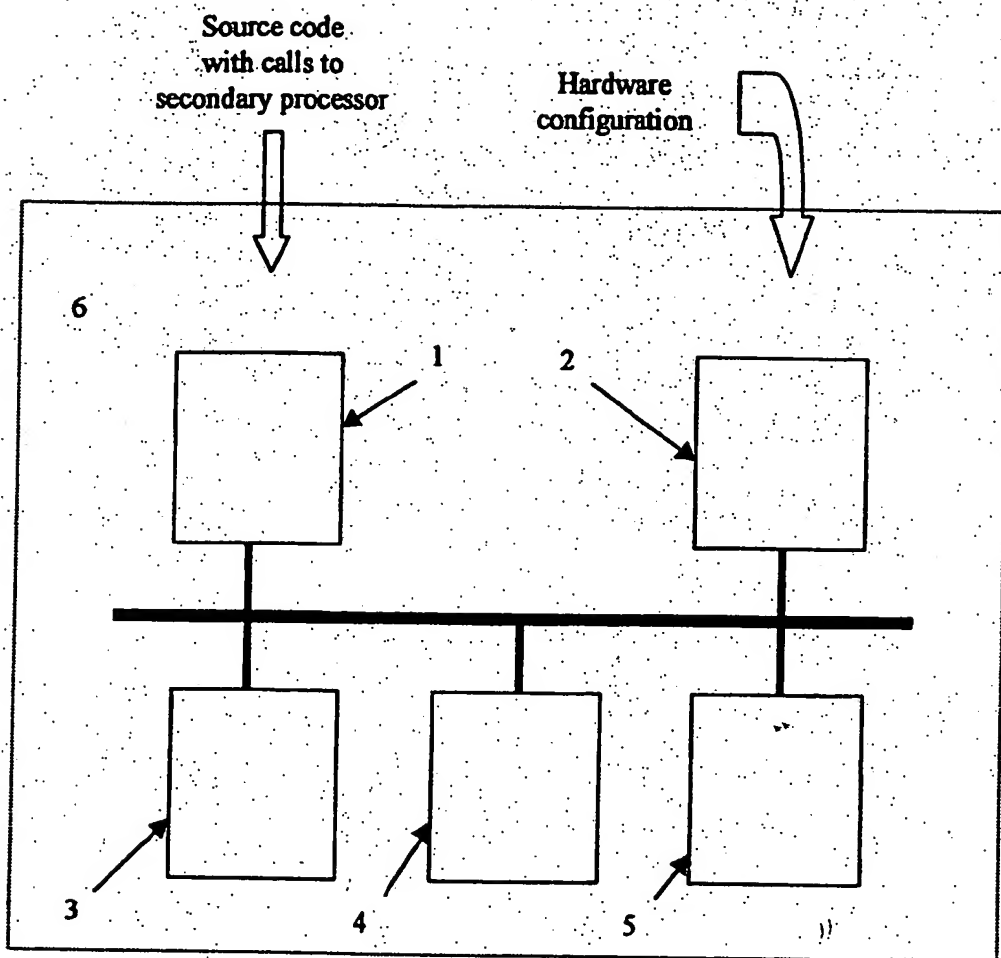 Source code
with calls to
secondary processor
Hardware
configuration
6
1
2
3
4
5